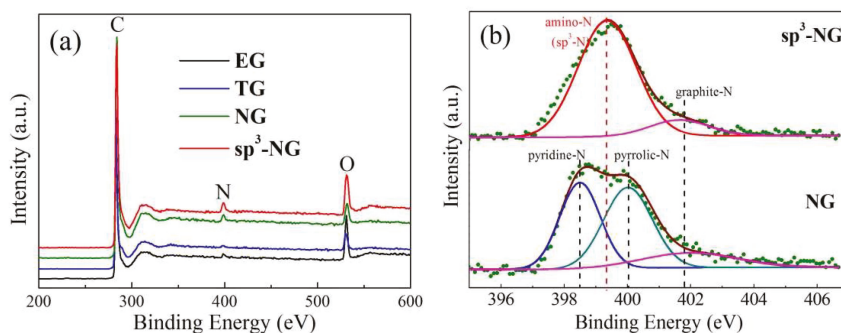 (a)
C
EG
TG
NG
sp³-NG
N
O
Intensity (a.u.)
200
300
400
500
600
Binding Energy (eV)
(b)
amino-N
(sp³-N)
sp³-NG
graphite-N
pyridine-N
pyrrolic-N
NG
Intensity (a.u.)
396
398
400
402
404
406
Binding Energy (eV)